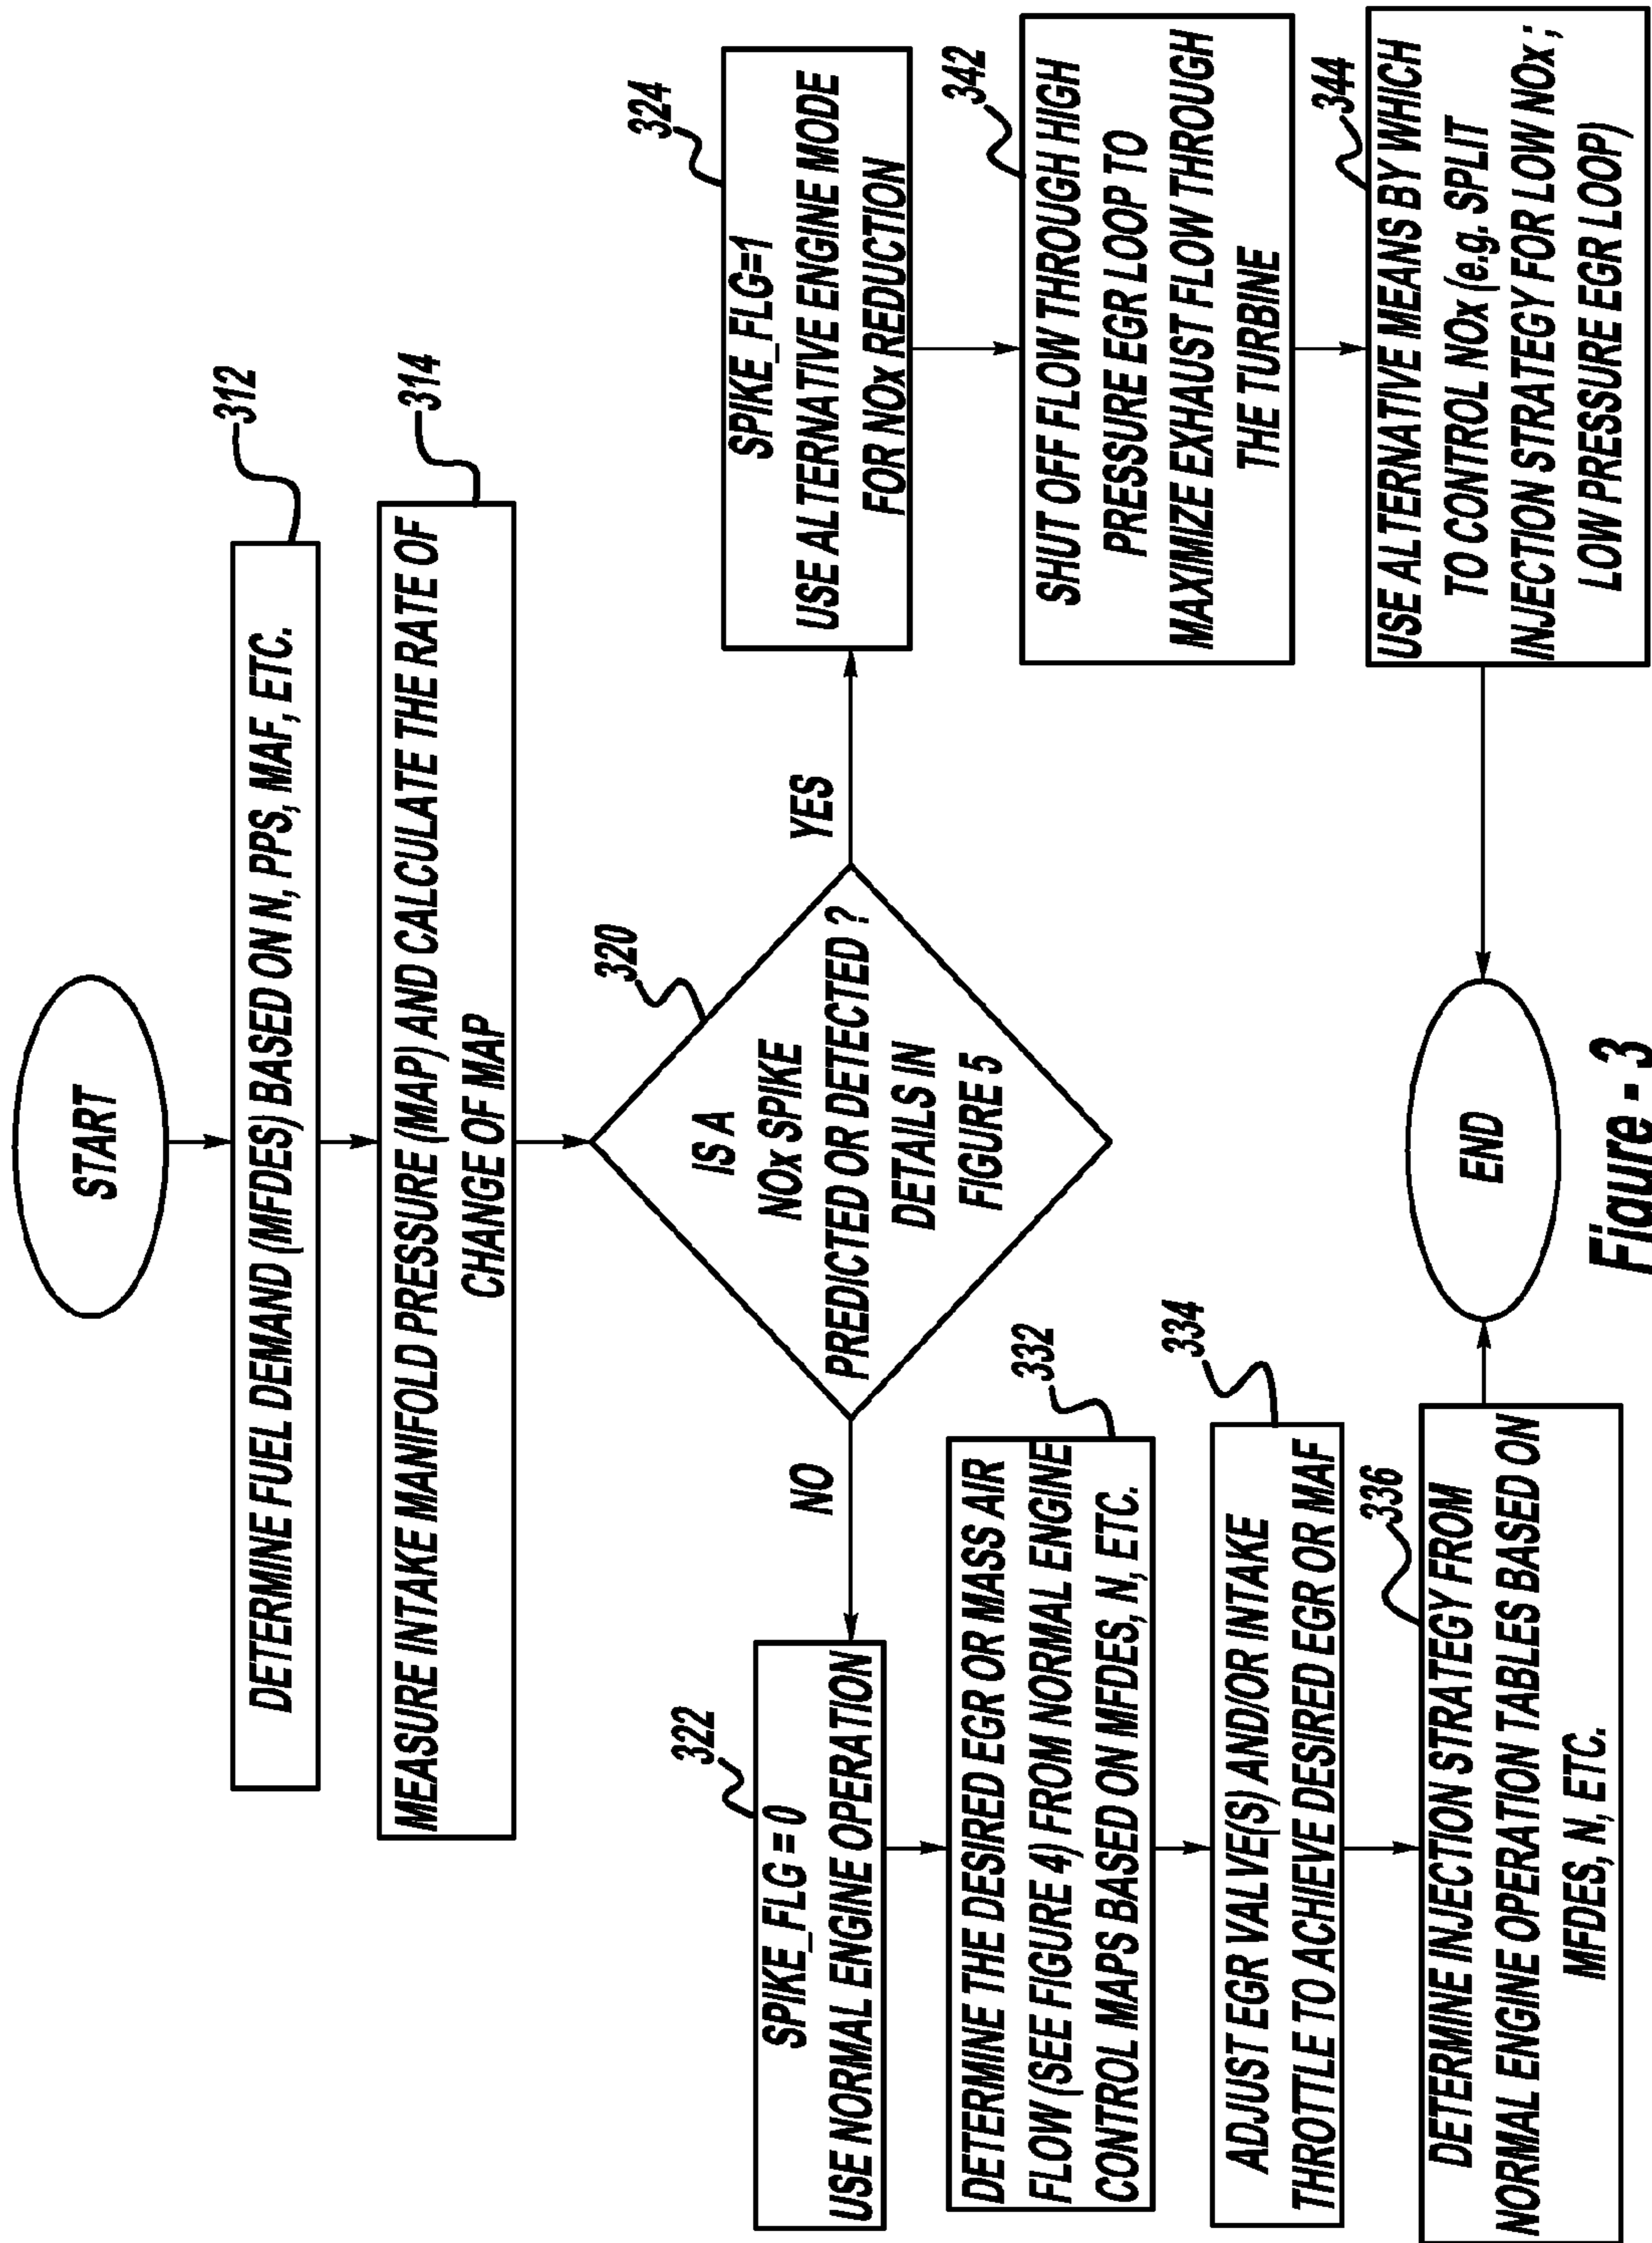 START
312
DETERMINE FUEL DEMAND (MFDES) BASED ON N, PPS, MAF, ETC.
314
MEASURE INTAKE MANIFOLD PRESSURE (MAP) AND CALCULATE THE RATE OF
CHANGE OF MAP
320
IS A
NOx SPIKE
PREDICTED OR DETECTED ?
DETAILS IN
FIGURE 5
NO
YES
322
SPIKE_FLG = 0
USE NORMAL ENGINE OPERATION
332
DETERMINE THE DESIRED EGR OR MASS AIR
FLOW (SEE FIGURE 4) FROM NORMAL ENGINE
CONTROL MAPS BASED ON MFDES, N, ETC.
334
ADJUST EGR VALVE(S) AND/OR INTAKE
THROTTLE TO ACHIEVE DESIRED EGR OR MAF
336
DETERMINE INJECTION STRATEGY FROM
NORMAL ENGINE OPERATION TABLES BASED ON
MFDES, N, ETC.
324
SPIKE_FLG=1
USE ALTERNATIVE ENGINE MODE
FOR NOx REDUCTION
342
SHUT OFF FLOW THROUGH HIGH
PRESSURE EGR LOOP TO
MAXIMIZE EXHAUST FLOW THROUGH
THE TURBINE
344
USE ALTERNATIVE MEANS BY WHICH
TO CONTROL NOx (e.g. SPLIT
INJECTION STRATEGY FOR LOW NOx ;
LOW PRESSURE EGR LOOP)
END
Figure - 3